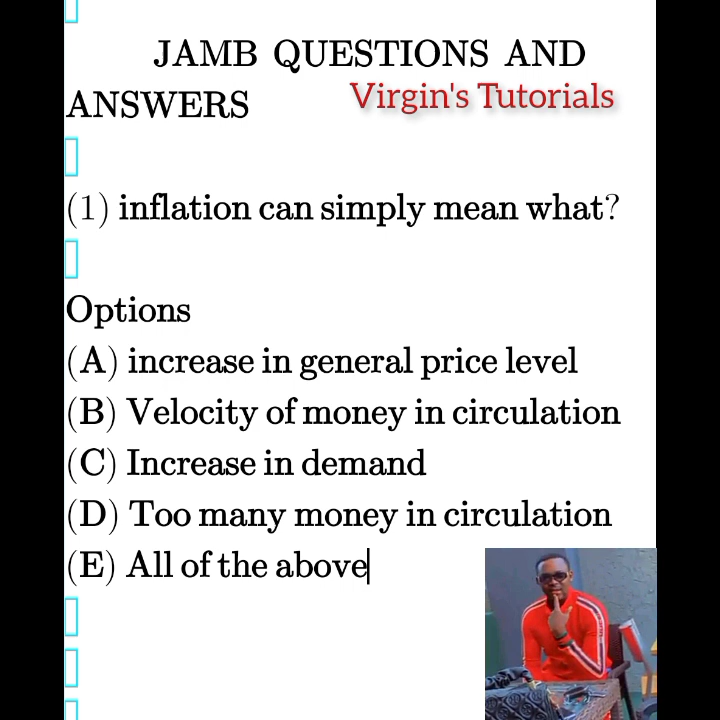 JAMB QUESTIONS AND
ANSWERS
Virgin's Tutorials
(1) inflation can simply mean what?
Options
(A) increase in general price level
(B) Velocity of money in circulation
(C) Increase in demand
(D) Too many money in circulation
(E) All of the above